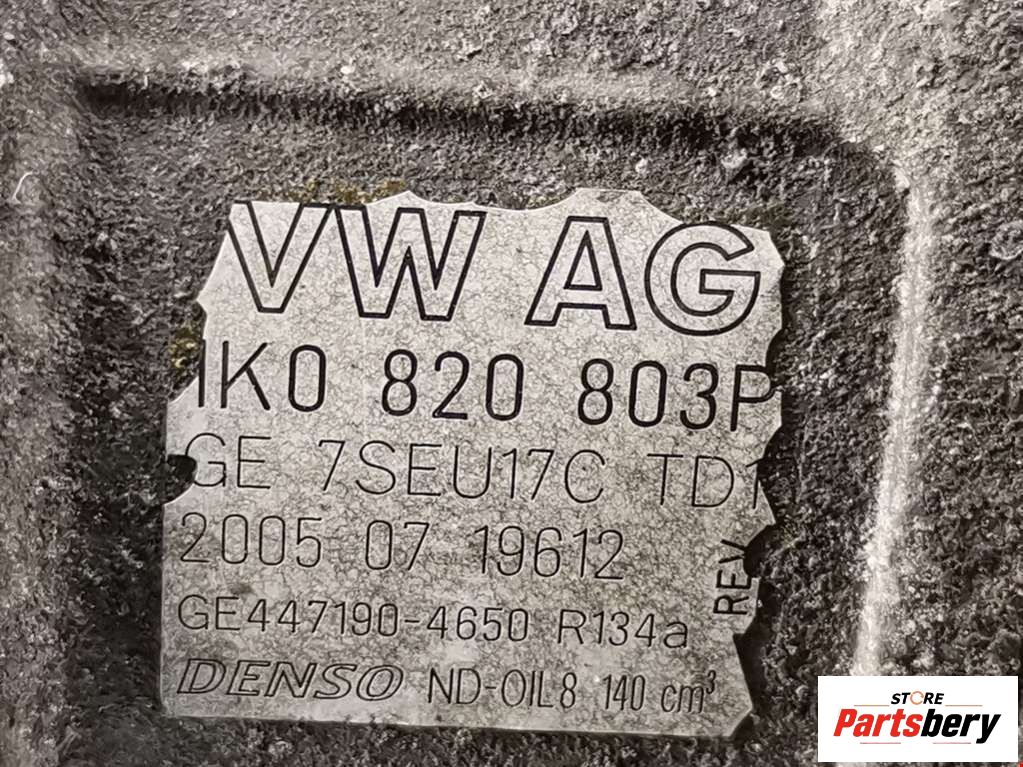 VW AG
1K0 820 803P
GE 7SEU17C TD1
2005 07 19612
REV
GE447190-4650 R134a
DENSO ND-OIL8 140 cm³
STORE
Partsbery